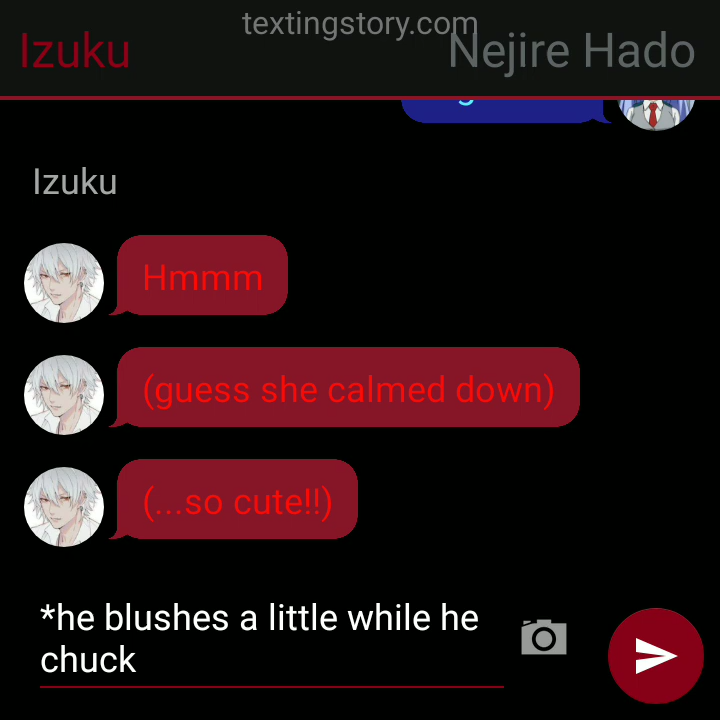 textingstory.com
Izuku
Nejire Hado
Izuku
Hmmm
(guess she calmed down)
(...so cute!!)
*he blushes a little while he
chuck